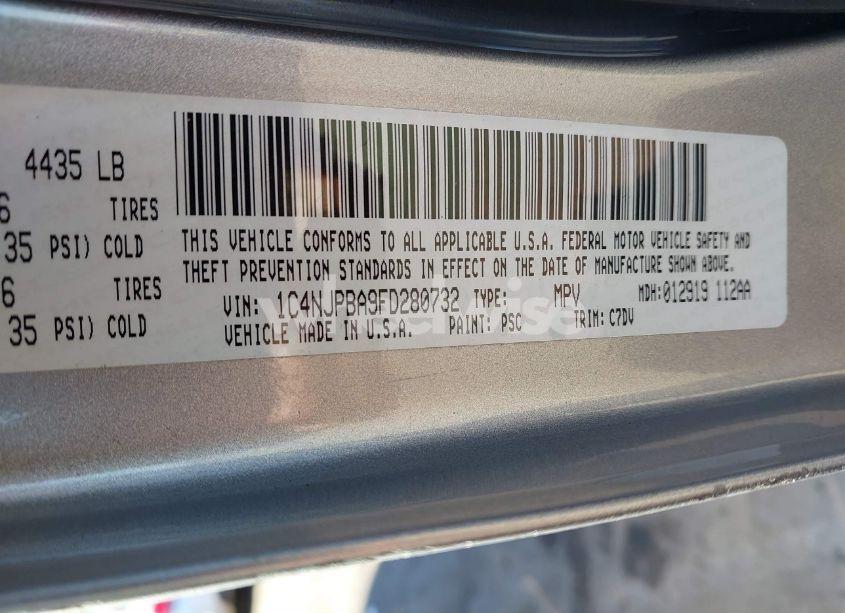 4435 LB
6 TIRES
35 PSI) COLD
6
35 PSI) COLD
THIS VEHICLE CONFORMS TO ALL APPLICABLE U.S.A. FEDERAL MOTOR VEHICLE SAFETY AND
THEFT PREVENTION STANDARDS IN EFFECT ON THE DATE OF MANUFACTURE SHOWN ABOVE.
VIN: 1C4NJPBA9FD280732 TYPE: MPV MDH:012919 112AA
VEHICLE MADE IN U.S.A. PAINT: PSC TRIM: C7DV